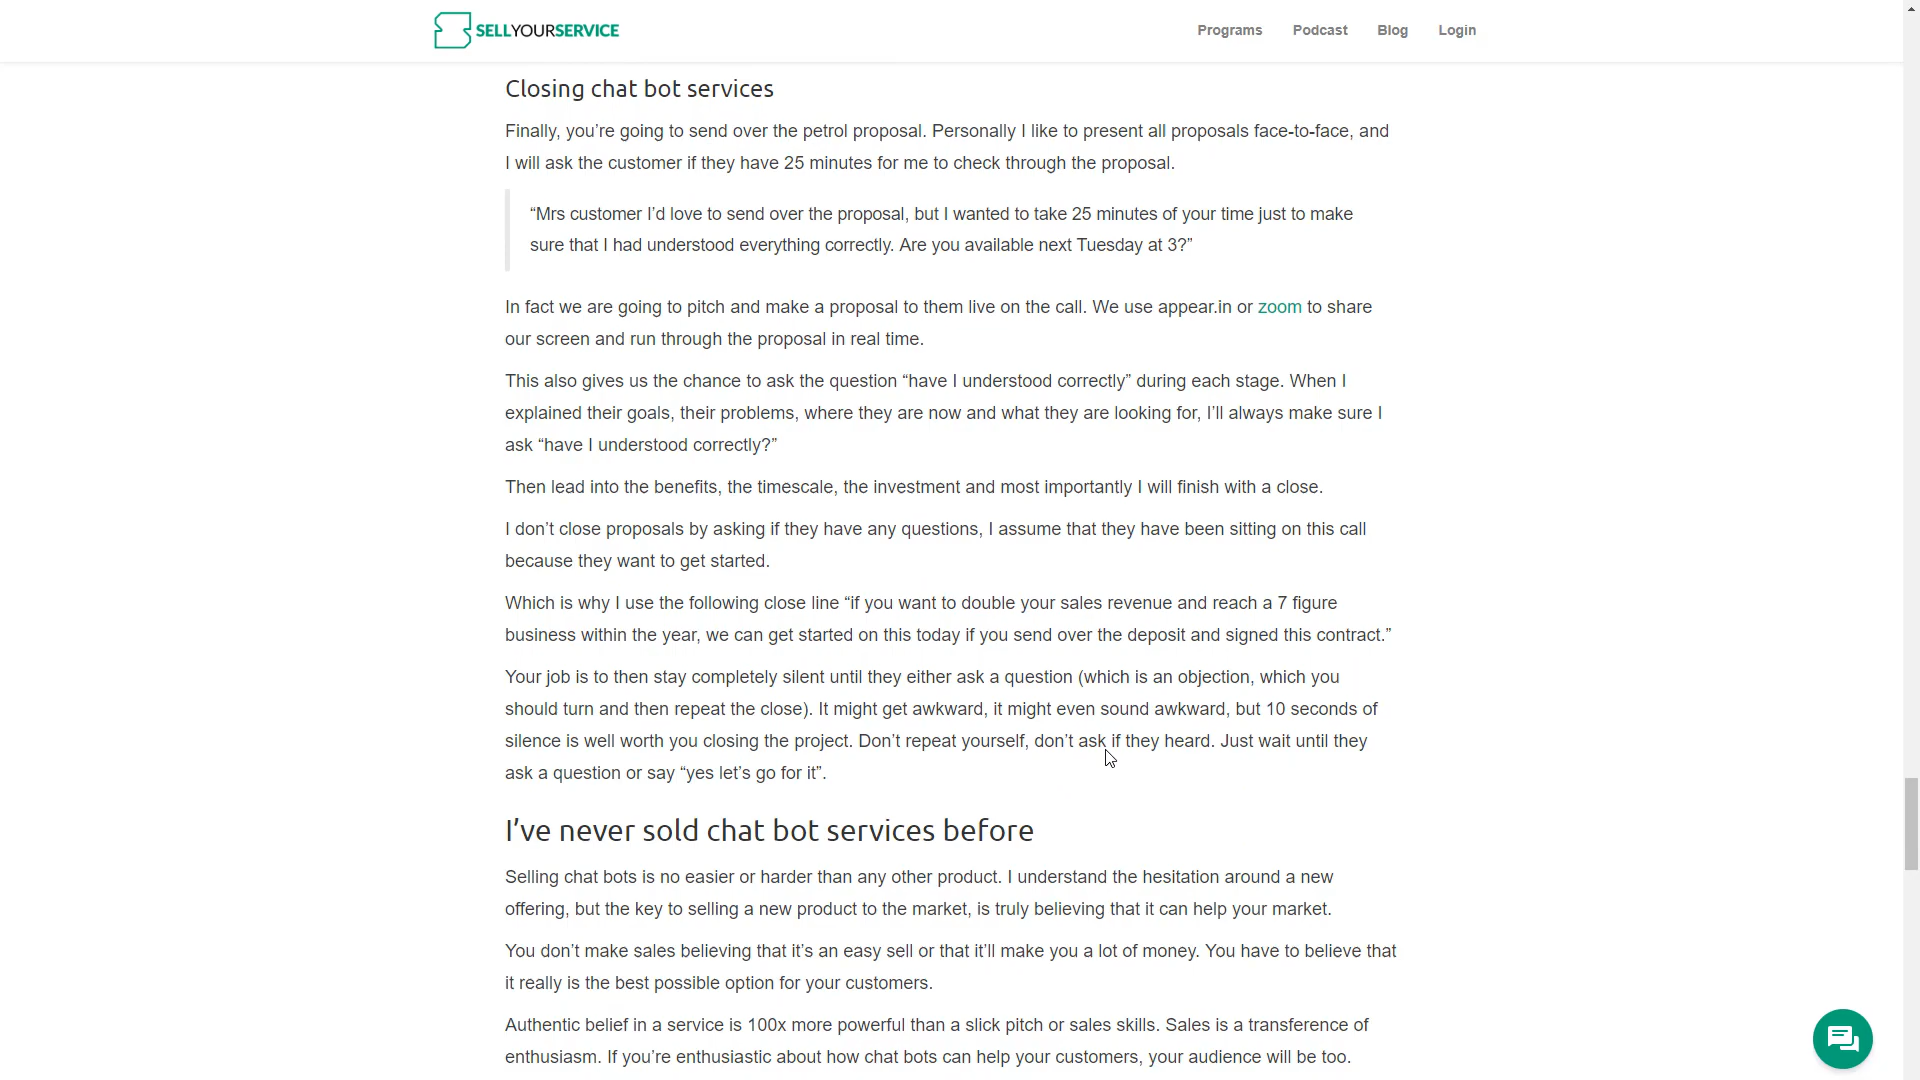 SELLYOURSERVICE
Programs Podcast Blog Login
Closing chat bot services
Finally, you’re going to send over the petrol proposal. Personally I like to present all proposals face-to-face, and
I will ask the customer if they have 25 minutes for me to check through the proposal.
“Mrs customer I’d love to send over the proposal, but I wanted to take 25 minutes of your time just to make
sure that I had understood everything correctly. Are you available next Tuesday at 3?”
In fact we are going to pitch and make a proposal to them live on the call. We use appear.in or zoom to share
our screen and run through the proposal in real time.
This also gives us the chance to ask the question “have I understood correctly” during each stage. When I
explained their goals, their problems, where they are now and what they are looking for, I’ll always make sure I
ask “have I understood correctly?”
Then lead into the benefits, the timescale, the investment and most importantly I will finish with a close.
I don’t close proposals by asking if they have any questions, I assume that they have been sitting on this call
because they want to get started.
Which is why I use the following close line “if you want to double your sales revenue and reach a 7 figure
business within the year, we can get started on this today if you send over the deposit and signed this contract.”
Your job is to then stay completely silent until they either ask a question (which is an objection, which you
should turn and then repeat the close). It might get awkward, it might even sound awkward, but 10 seconds of
silence is well worth you closing the project. Don’t repeat yourself, don’t ask if they heard. Just wait until they
ask a question or say “yes let’s go for it”.
I’ve never sold chat bot services before
Selling chat bots is no easier or harder than any other product. I understand the hesitation around a new
offering, but the key to selling a new product to the market, is truly believing that it can help your market.
You don’t make sales believing that it’s an easy sell or that it’ll make you a lot of money. You have to believe that
it really is the best possible option for your customers.
Authentic belief in a service is 100x more powerful than a slick pitch or sales skills. Sales is a transference of
enthusiasm. If you’re enthusiastic about how chat bots can help your customers, your audience will be too.